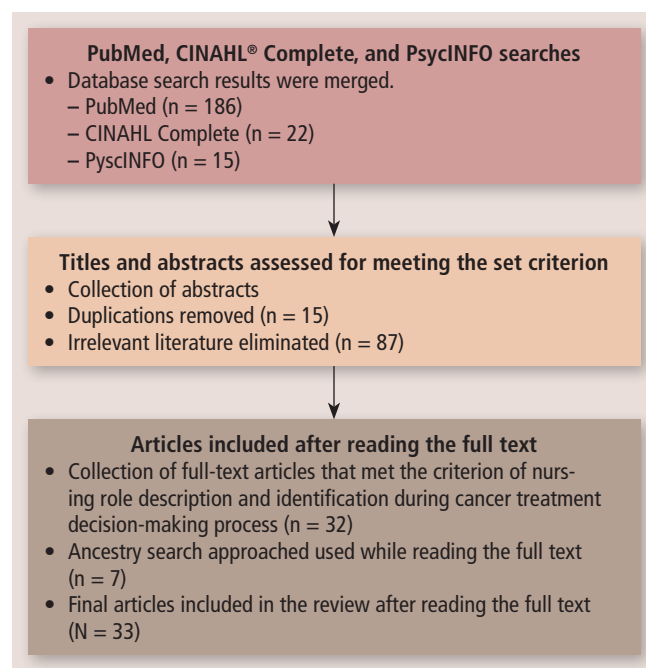 PubMed, CINAHL® Complete, and PsycINFO searches
• Database search results were merged.
– PubMed (n = 186)
– CINAHL Complete (n = 22)
– PyscINFO (n = 15)
Titles and abstracts assessed for meeting the set criterion
• Collection of abstracts
• Duplications removed (n = 15)
• Irrelevant literature eliminated (n = 87)
Articles included after reading the full text
• Collection of full-text articles that met the criterion of nurs-
ing role description and identification during cancer treatment
decision-making process (n = 32)
• Ancestry search approached used while reading the full text
(n = 7)
• Final articles included in the review after reading the full text
(N = 33)